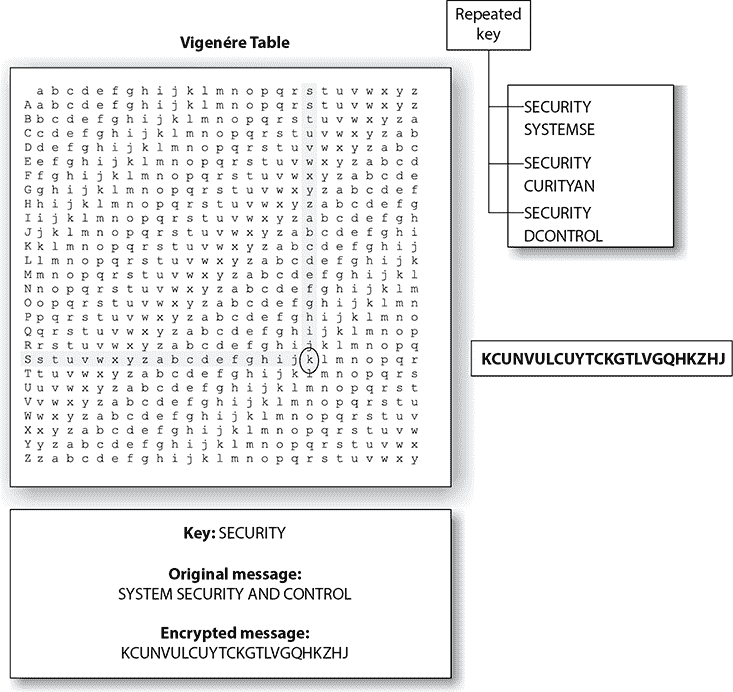 Vigenére Table
a b c d e f g h i j k l m n o p q r s t u v w x y z
A a b c d e f g h i j k l m n o p q r s t u v w x y z
B b c d e f g h i j k l m n o p q r s t u v w x y z a
C c d e f g h i j k l m n o p q r s t u v w x y z a b
D d e f g h i j k l m n o p q r s t u v w x y z a b c
E e f g h i j k l m n o p q r s t u v w x y z a b c d
F f g h i j k l m n o p q r s t u v w x y z a b c d e
G g h i j k l m n o p q r s t u v w x y z a b c d e f
H h i j k l m n o p q r s t u v w x y z a b c d e f g
I i j k l m n o p q r s t u v w x y z a b c d e f g h
J j k l m n o p q r s t u v w x y z a b c d e f g h i
K k l m n o p q r s t u v w x y z a b c d e f g h i j
L l m n o p q r s t u v w x y z a b c d e f g h i j k
M m n o p q r s t u v w x y z a b c d e f g h i j k l
N n o p q r s t u v w x y z a b c d e f g h i j k l m
O o p q r s t u v w x y z a b c d e f g h i j k l m n
P p q r s t u v w x y z a b c d e f g h i j k l m n o
Q q r s t u v w x y z a b c d e f g h i j k l m n o p
R r s t u v w x y z a b c d e f g h i j k l m n o p q
S s t u v w x y z a b c d e f g h i j k l m n o p q r
T t u v w x y z a b c d e f g h i j k l m n o p q r s
U u v w x y z a b c d e f g h i j k l m n o p q r s t
V v w x y z a b c d e f g h i j k l m n o p q r s t u
W w x y z a b c d e f g h i j k l m n o p q r s t u v
X x y z a b c d e f g h i j k l m n o p q r s t u v w
Y y z a b c d e f g h i j k l m n o p q r s t u v w x
Z z a b c d e f g h i j k l m n o p q r s t u v w x y
Repeated
key
SECURITY
SYSTEMSE
SECURITY
CURITYAN
SECURITY
DCONTROL
KCUNVULCUYTCKGTLVGQHKZHJ
Key: SECURITY
Original message:
SYSTEM SECURITY AND CONTROL
Encrypted message:
KCUNVULCUYTCKGTLVGQHKZHJ